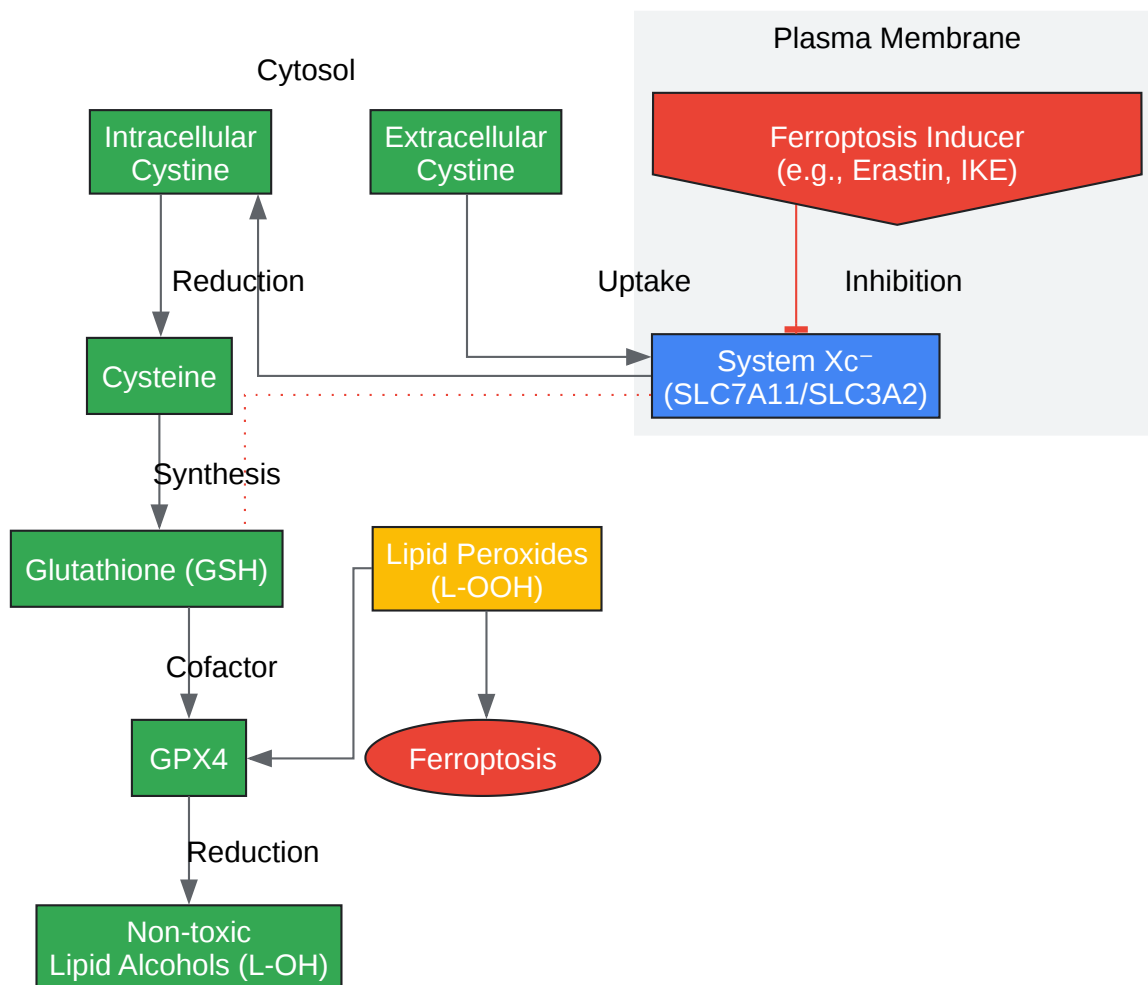 Plasma Membrane
Cytosol
Intracellular
Cystine
Extracellular
Cystine
Ferroptosis Inducer
(e.g., Erastin, IKE)
Reduction
Uptake
Inhibition
Cysteine
System Xc⁻
(SLC7A11/SLC3A2)
Synthesis
Glutathione (GSH)
Lipid Peroxides
(L-OOH)
Cofactor
GPX4
Ferroptosis
Reduction
Non-toxic
Lipid Alcohols (L-OH)